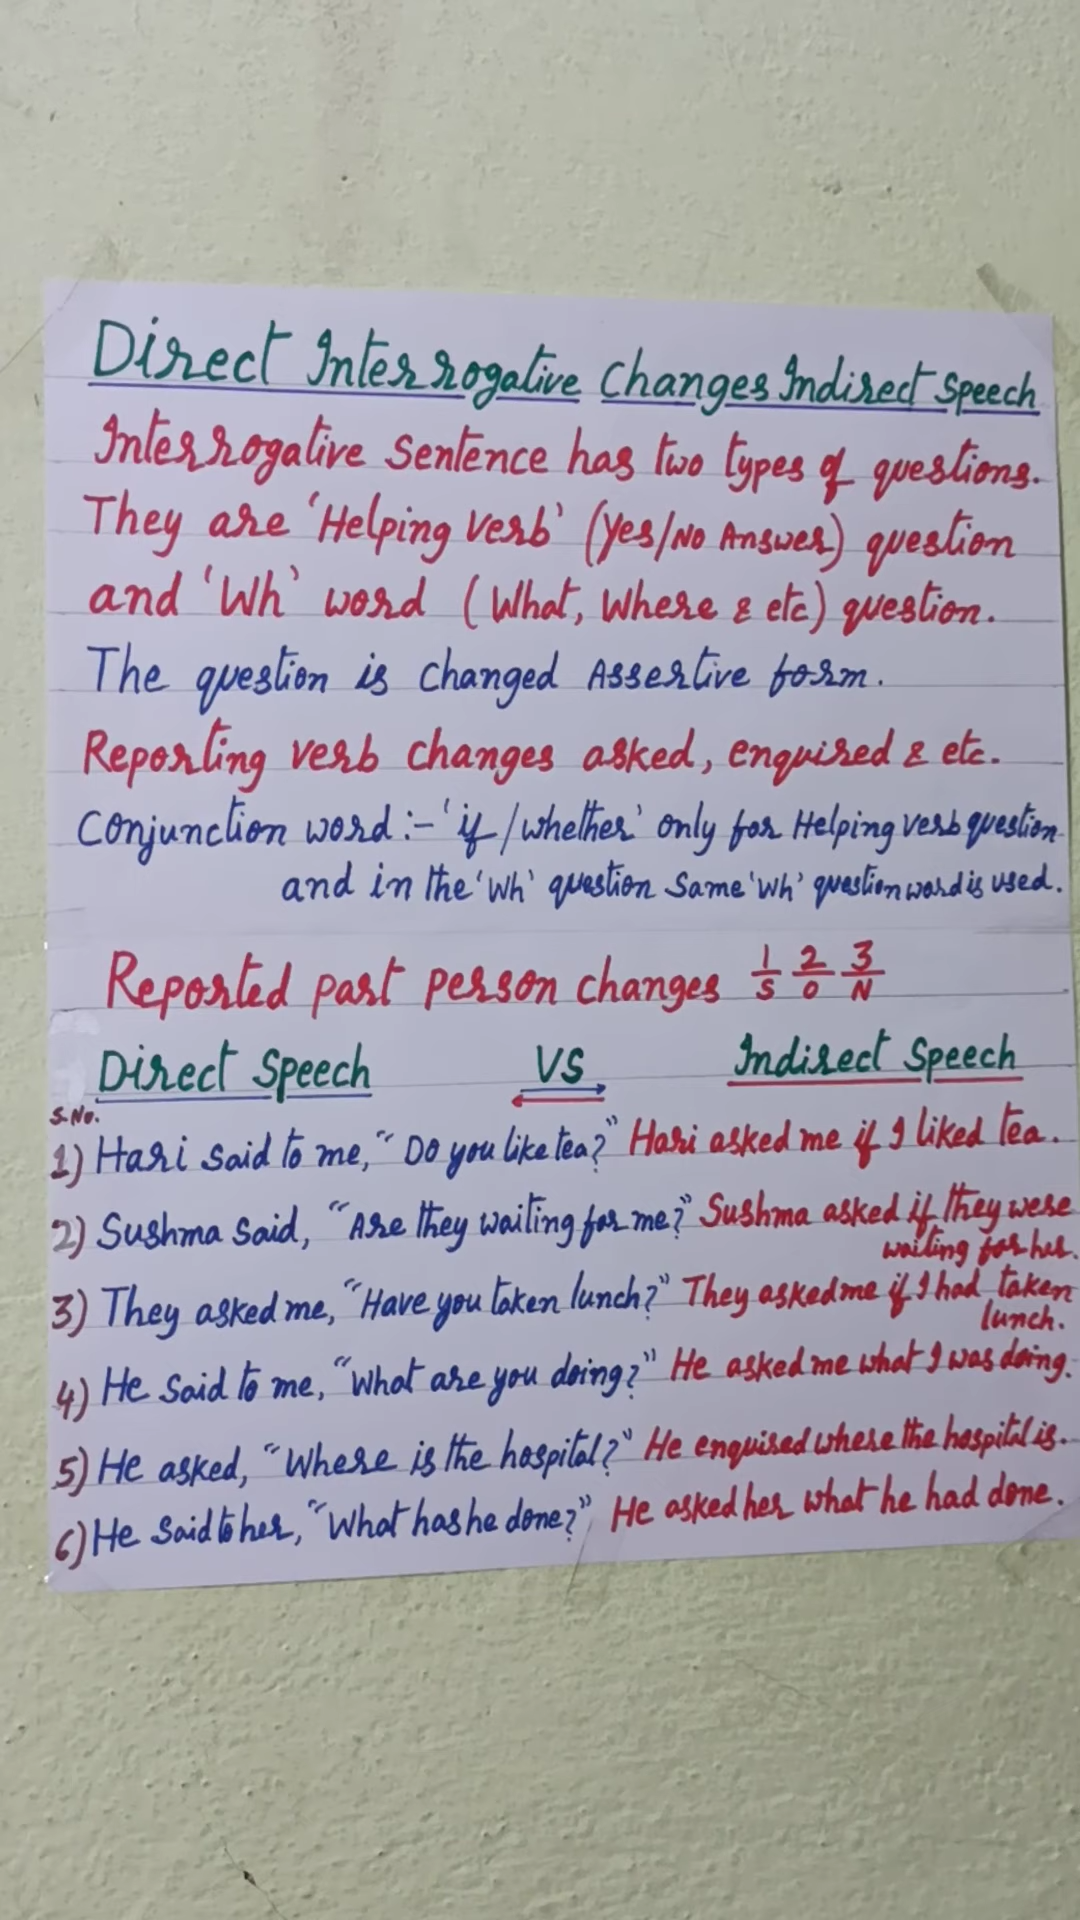 Direct Interrogative Changes Indirect Speech
Interrogative Sentence has two types of questions.
They are 'Helping verb' (Yes/No Answer) question
and 'Wh' word (What, Where & etc) question.
The question is changed Assertive form.
Reporting verb changes asked, enquired & etc.
Conjunction word :- 'if/whether' only for Helping verb question
and in the 'Wh' question Same 'Wh' question word is used.
Reported part person changes 1/S 2/O 3/N
Direct Speech VS Indirect Speech
S.No.
1) Hari said to me, "Do you like tea?" Hari asked me if I liked tea.
2) Sushma said, "Are they waiting for me?" Sushma asked if they were
waiting for her.
3) They asked me, "Have you taken lunch?" They asked me if I had taken
lunch.
4) He said to me, "What are you doing?" He asked me what I was doing.
5) He asked, "Where is the hospital?" He enquired where the hospital is.
6) He said to her, "What has he done?" He asked her what he had done.